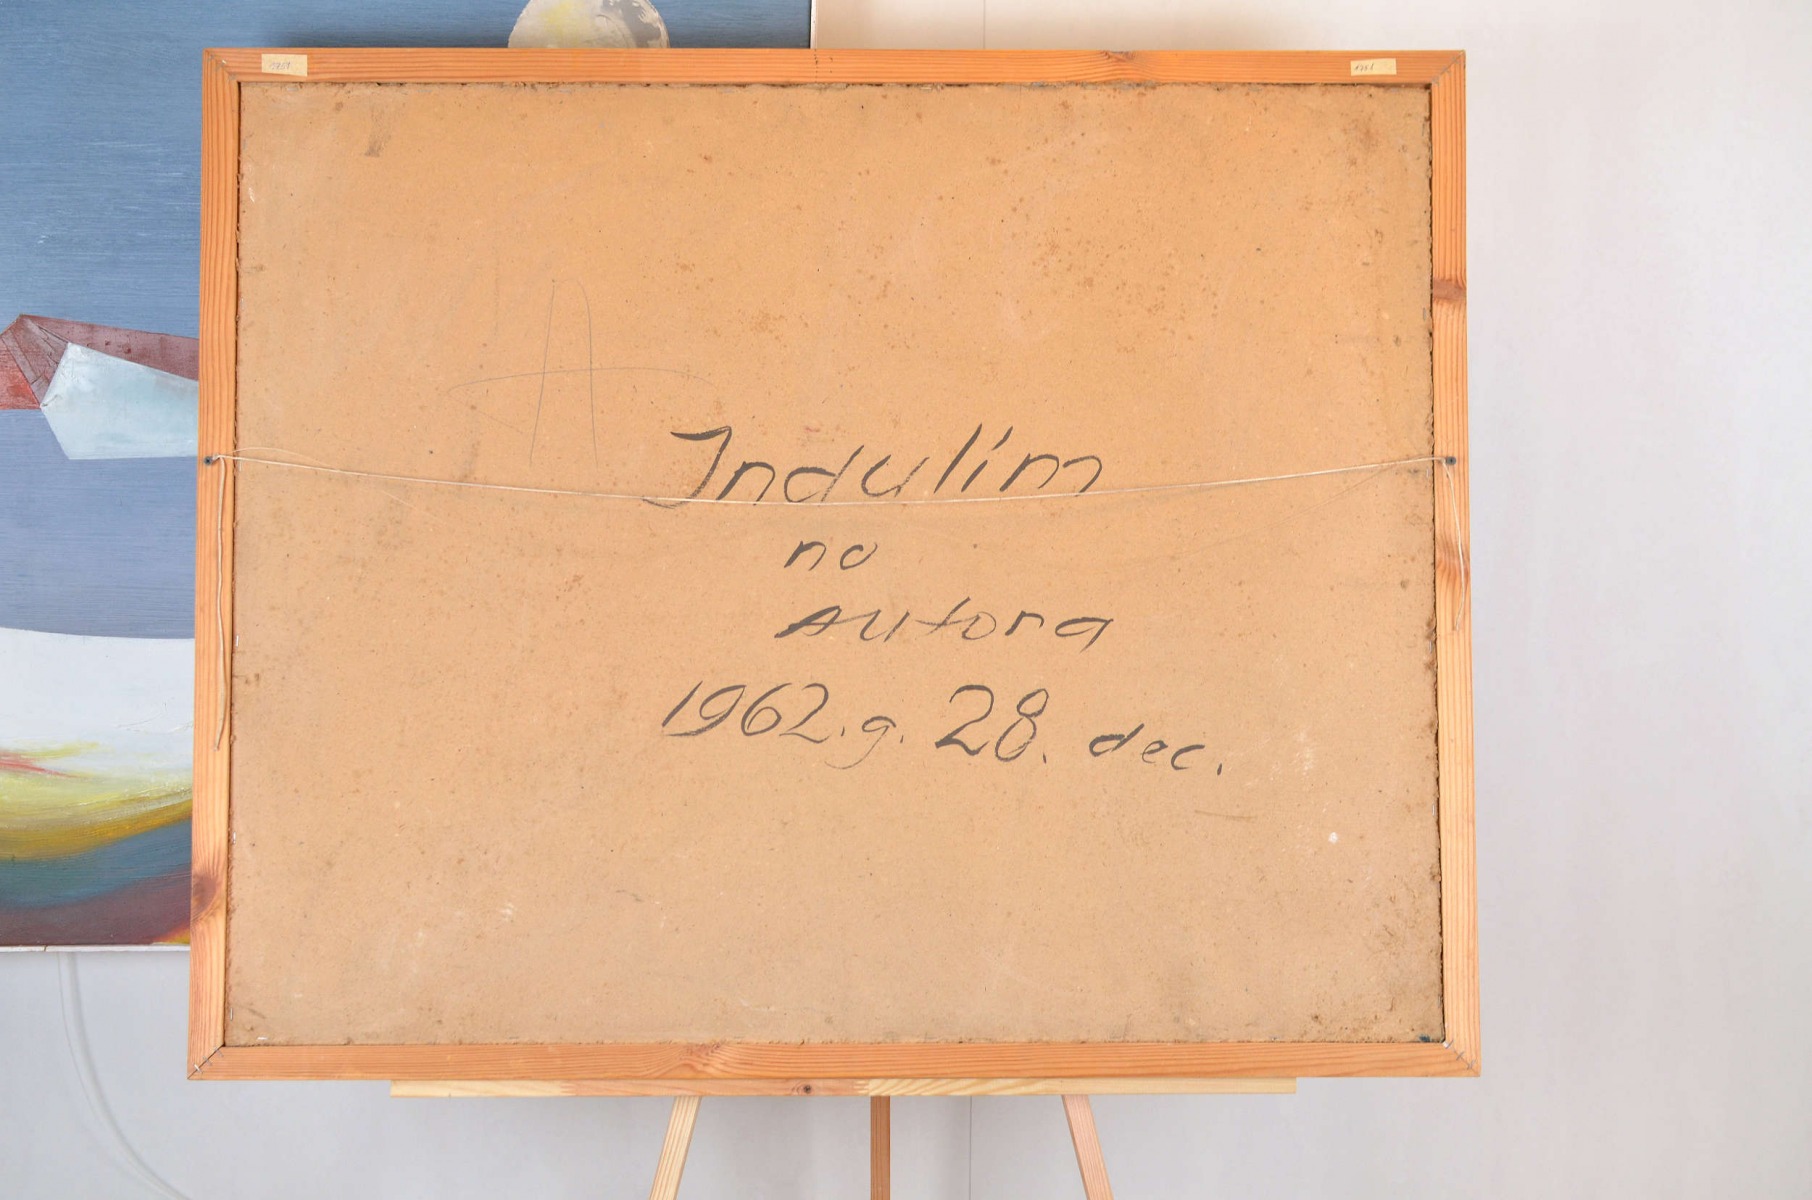 A
Indulim
no
autora
1962.g. 28. dec.